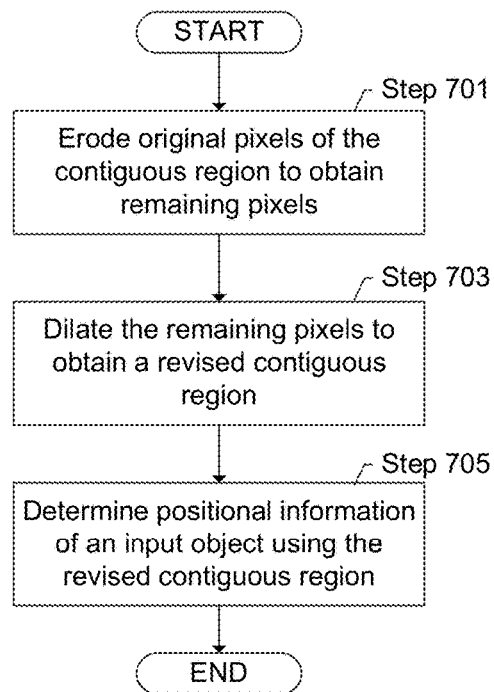 START
Step 701
Erode original pixels of the
contiguous region to obtain
remaining pixels
Step 703
Dilate the remaining pixels to
obtain a revised contiguous
region
Step 705
Determine positional information
of an input object using the
revised contiguous region
END